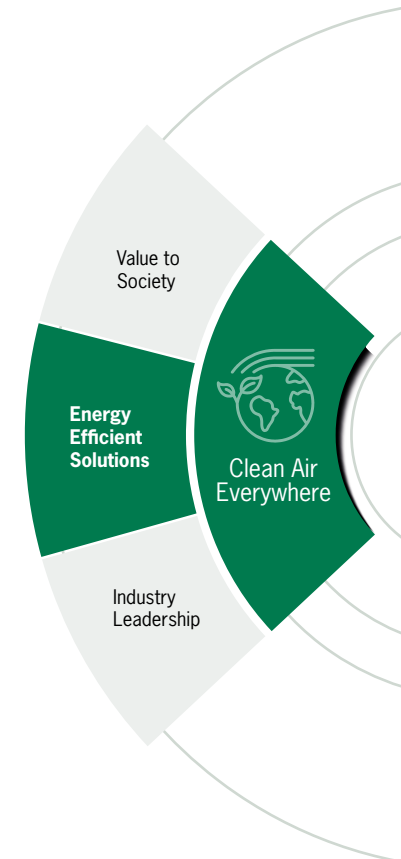 Value to
Society
Energy
Efficient
Solutions
Clean Air
Everywhere
Industry
Leadership